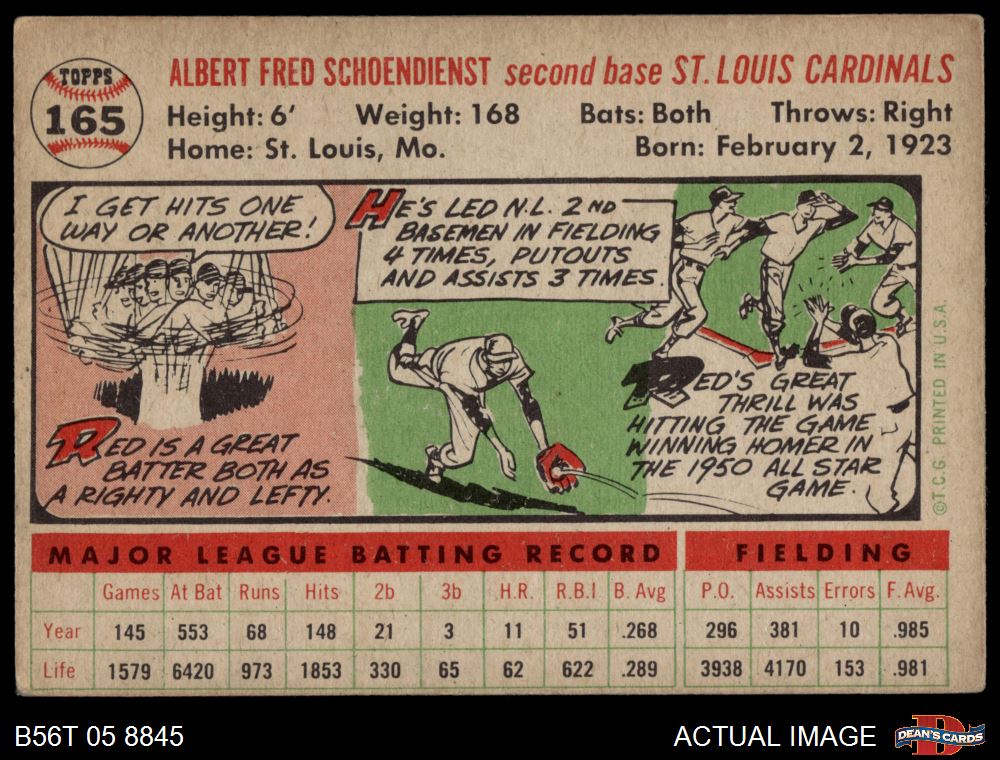 TOPPS
165
ALBERT FRED SCHOENDIENST second base ST. LOUIS CARDINALS
Height: 6' Weight: 168 Bats: Both Throws: Right
Home: St. Louis, Mo. Born: February 2, 1923
I GET HITS ONE
WAY OR ANOTHER!
RED IS A GREAT
BATTER BOTH AS
A RIGHTY AND LEFTY.
HE'S LED N.L. 2ND
BASEMEN IN FIELDING
4 TIMES, PUTOUTS
AND ASSISTS 3 TIMES.
RED'S GREAT
THRILL WAS
HITTING THE GAME
WINNING HOMER IN
THE 1950 ALL STAR
GAME.
©T.C.G. PRINTED IN U.S.A.
MAJOR LEAGUE BATTING RECORD FIELDING
Games At Bat Runs Hits 2b 3b H.R. R.B.I B. Avg P.O. Assists Errors F. Avg.
Year 145 553 68 148 21 3 11 51 .268 296 381 10 .985
Life 1579 6420 973 1853 330 65 62 622 .289 3938 4170 153 .981
B56T 05 8845 ACTUAL IMAGE
DEAN'S CARDS